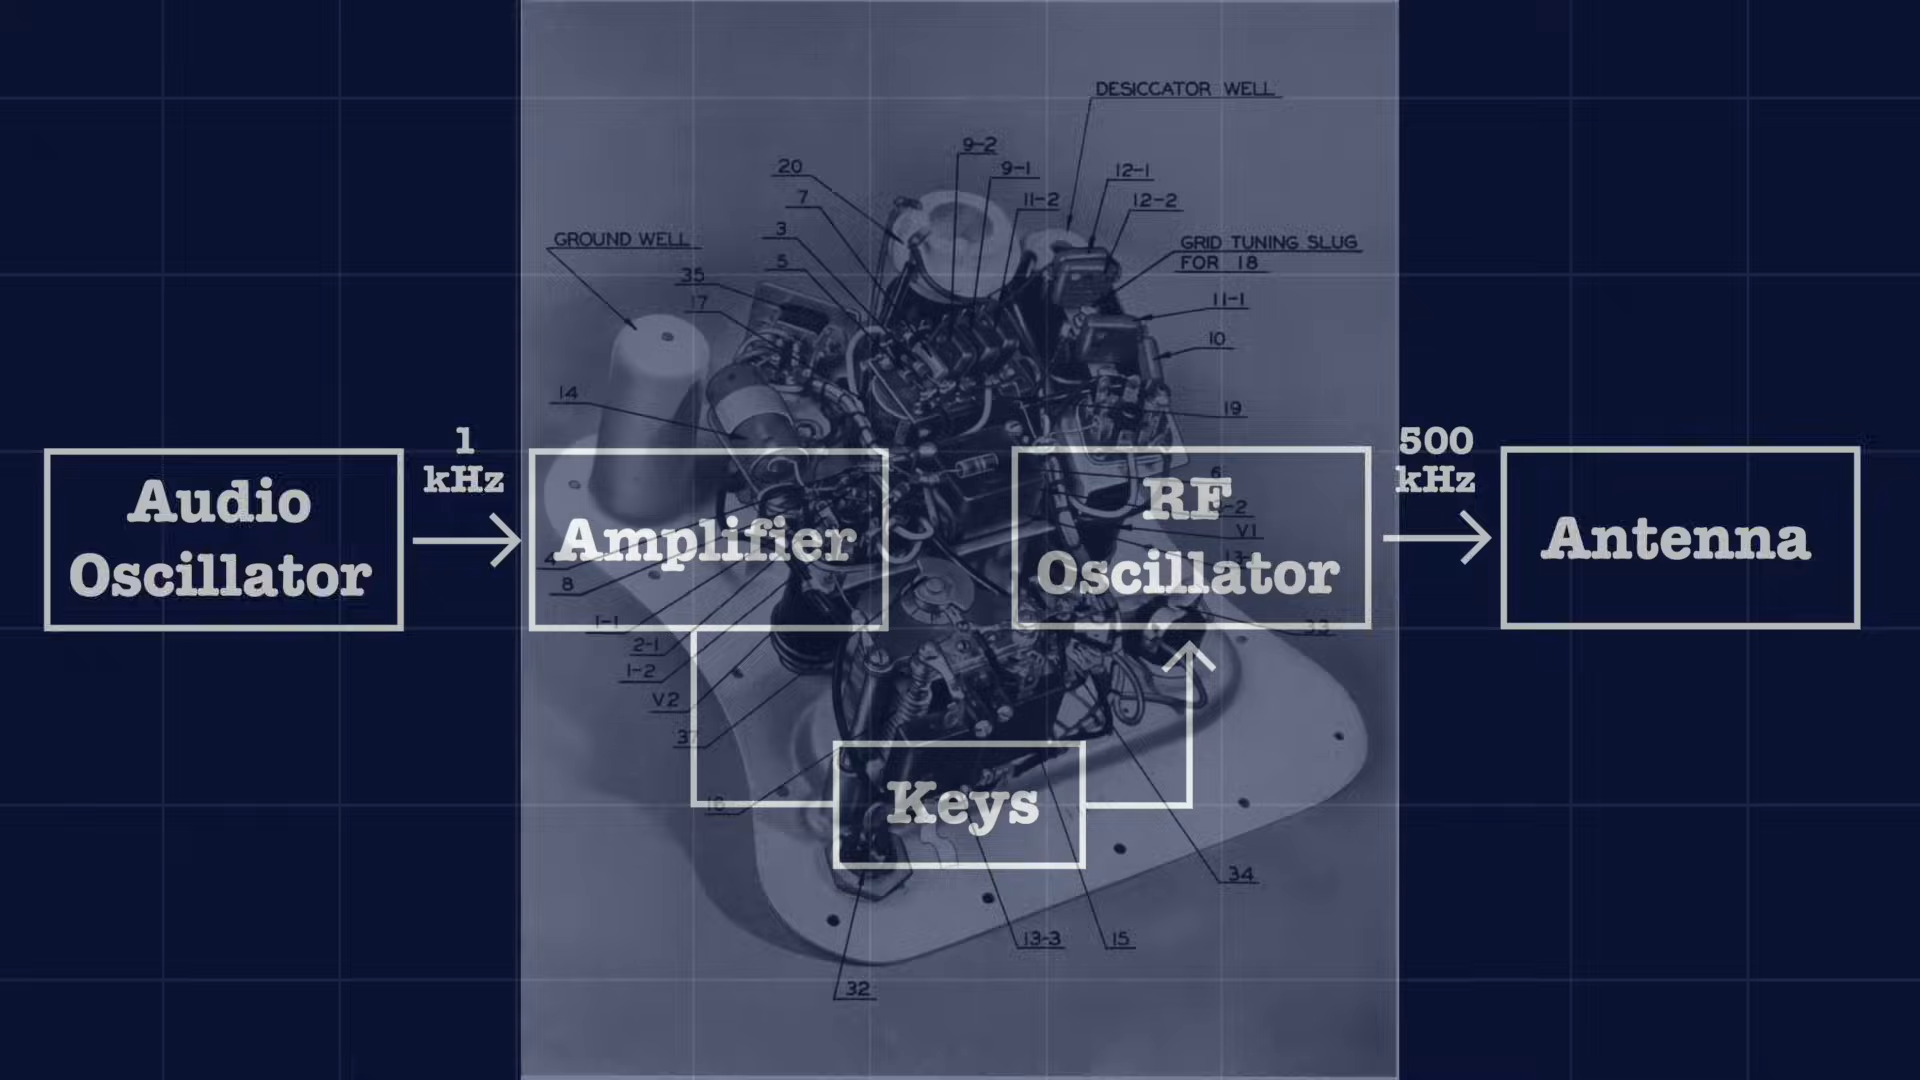 DESICCATOR WELL
9-2
20
9-1
12-1
7
11-2
12-2
3
GROUND WELL
GRID TUNING SLUG
FOR 18
5
35
17
11-1
10
14
19
1
kHz
500
kHz
Audio
Oscillator
Amplifier
RF
Oscillator
Antenna
6
V1
4
8
1-1
33
2-1
1-2
V2
37
16
Keys
34
13-3
15
32